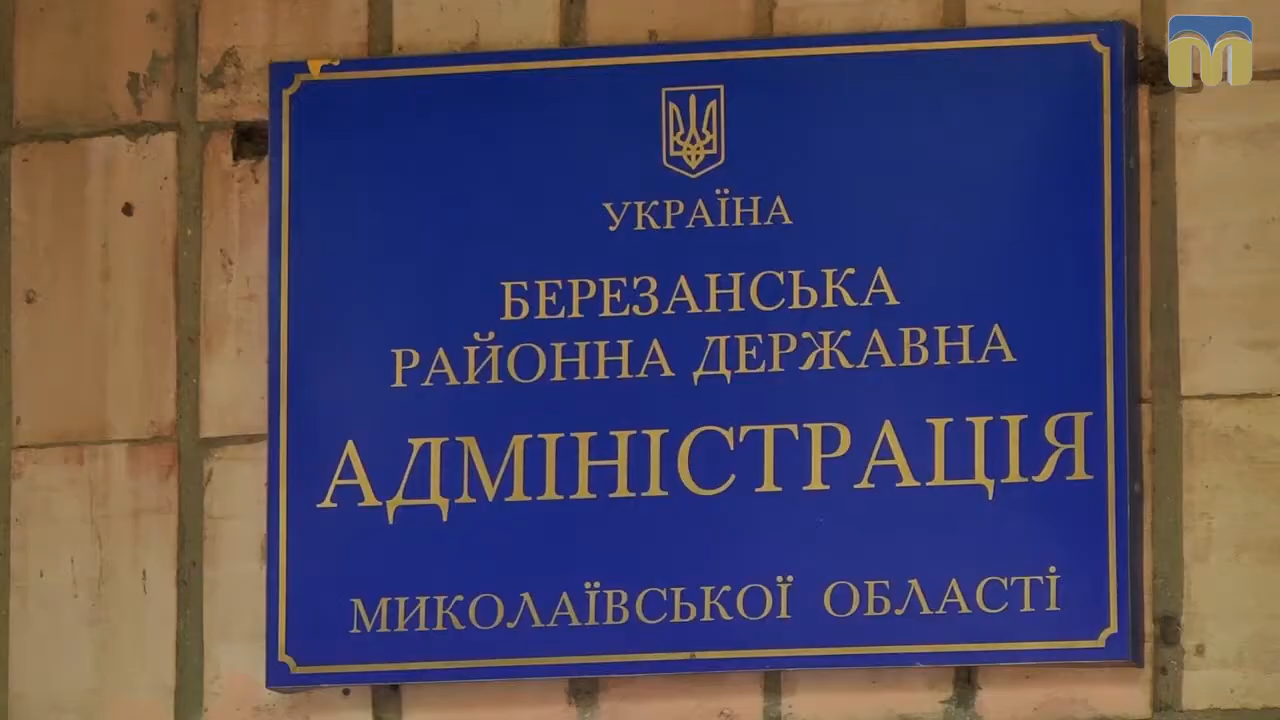 УКРАЇНА
БЕРЕЗАНСЬКА
РАЙОННА ДЕРЖАВНА
АДМІНІСТРАЦІЯ
МИКОЛАЇВСЬКОЇ ОБЛАСТІ